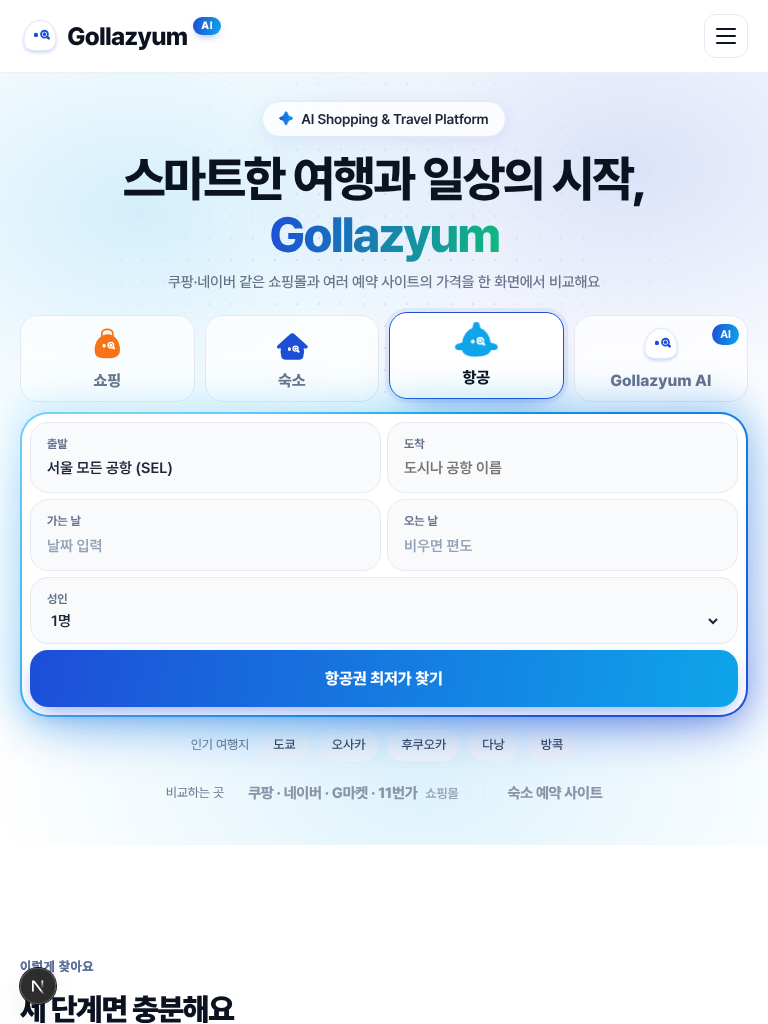 Gollazyum AI
AI Shopping & Travel Platform
스마트한 여행과 일상의 시작,
Gollazyum
쿠팡·네이버 같은 쇼핑몰과 여러 예약 사이트의 가격을 한 화면에서 비교해요
쇼핑
숙소
항공
AI
Gollazyum AI
출발
서울 모든 공항 (SEL)
도착
도시나 공항 이름
가는 날
날짜 입력
오는 날
비우면 편도
성인
1명
항공권 최저가 찾기
인기 여행지 도쿄 오사카 후쿠오카 다낭 방콕
비교하는 곳 쿠팡 · 네이버 · G마켓 · 11번가 쇼핑몰 숙소 예약 사이트
이렇게 찾아요
N
세 단계면 충분해요